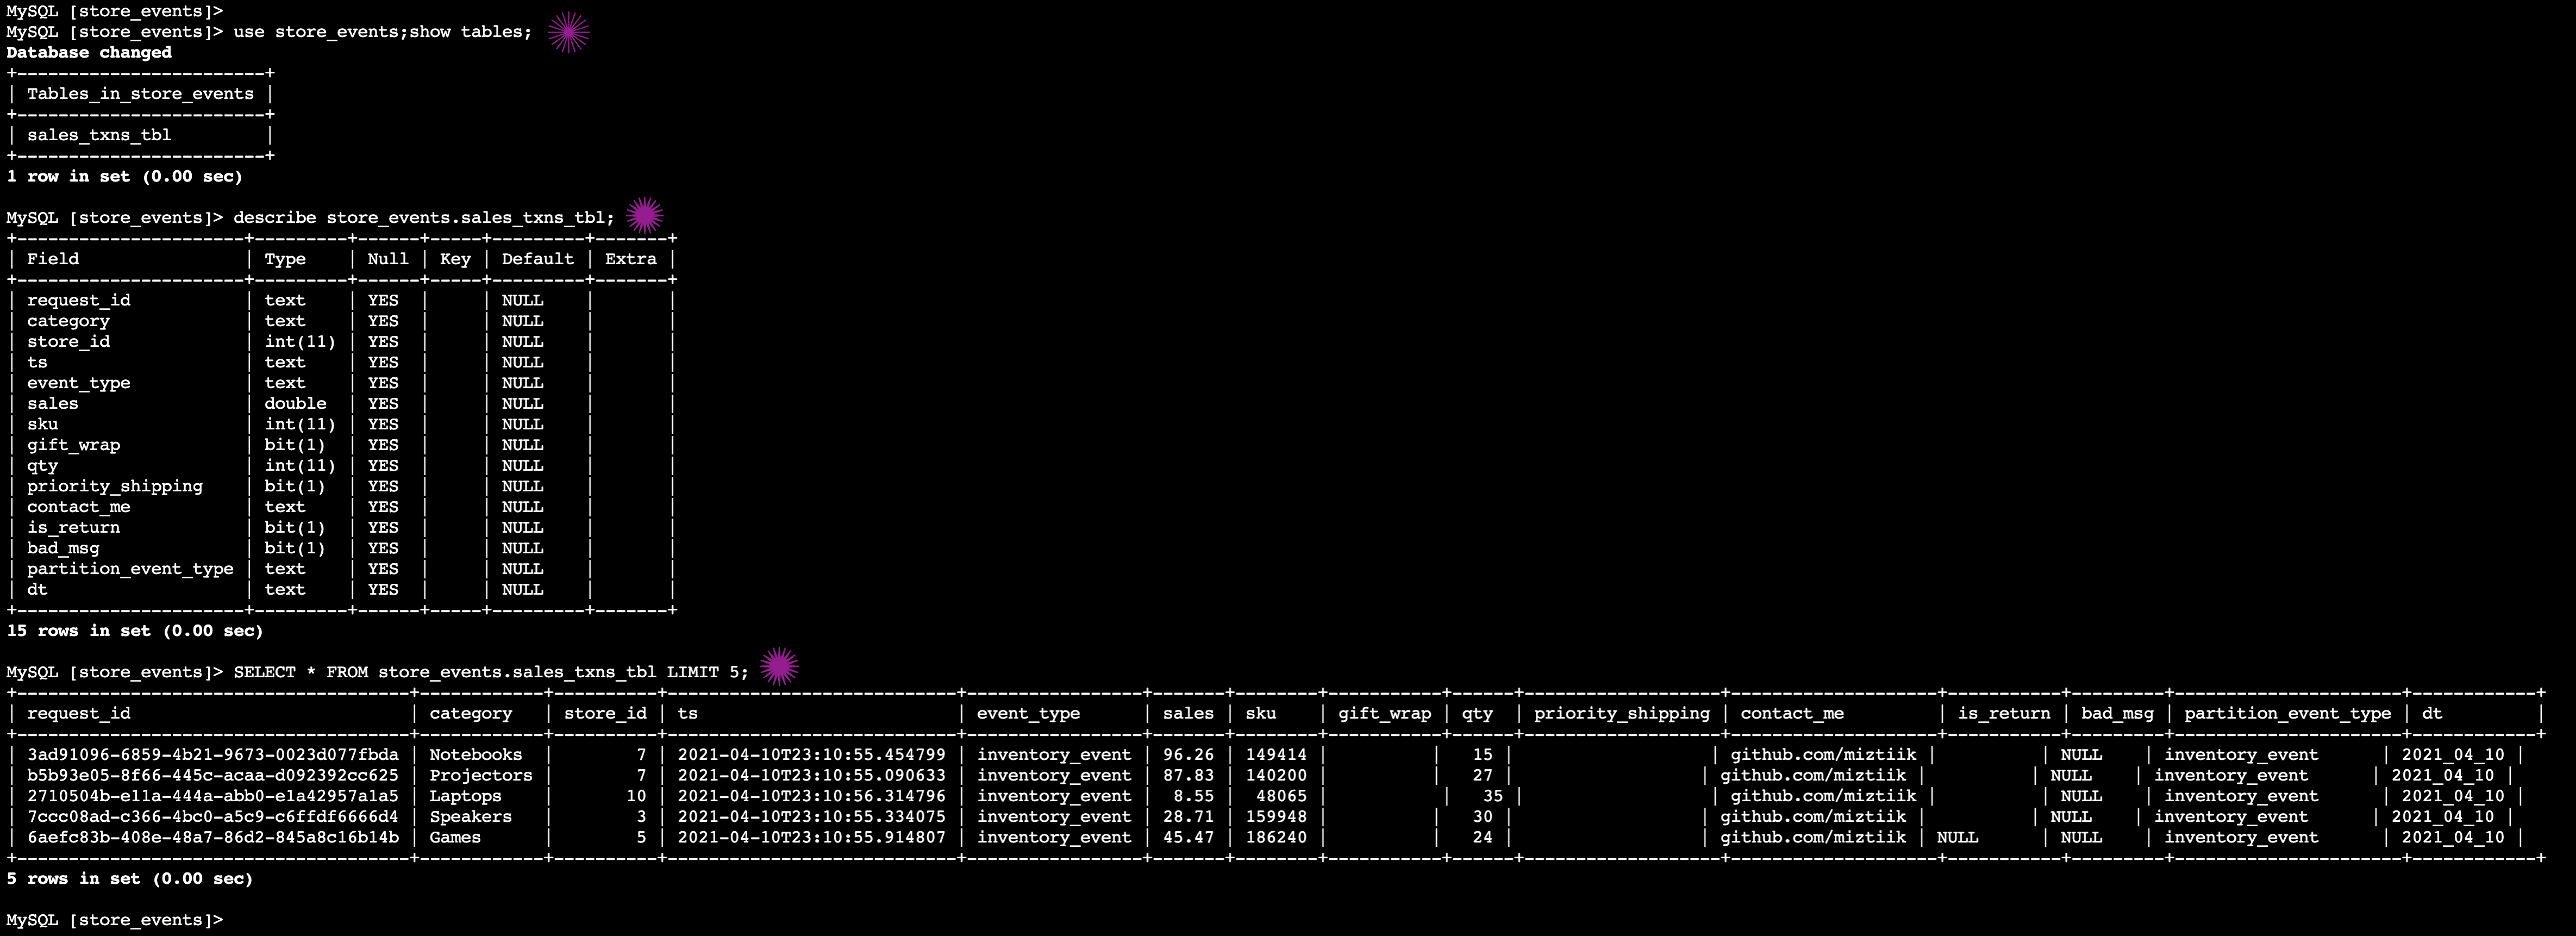 MySQL [store_events]>
MySQL [store_events]> use store_events;show tables;
Database changed
+------------------------+
| Tables_in_store_events |
+------------------------+
| sales_txns_tbl         |
+------------------------+
1 row in set (0.00 sec)
MySQL [store_events]> describe store_events.sales_txns_tbl;
+----------------------+---------+------+-----+---------+-------+
| Field                | Type    | Null | Key | Default | Extra |
+----------------------+---------+------+-----+---------+-------+
| request_id           | text    | YES  |     | NULL    |       |
| category             | text    | YES  |     | NULL    |       |
| store_id             | int(11) | YES  |     | NULL    |       |
| ts                   | text    | YES  |     | NULL    |       |
| event_type           | text    | YES  |     | NULL    |       |
| sales                | double  | YES  |     | NULL    |       |
| sku                  | int(11) | YES  |     | NULL    |       |
| gift_wrap            | bit(1)  | YES  |     | NULL    |       |
| qty                  | int(11) | YES  |     | NULL    |       |
| priority_shipping    | bit(1)  | YES  |     | NULL    |       |
| contact_me           | text    | YES  |     | NULL    |       |
| is_return            | bit(1)  | YES  |     | NULL    |       |
| bad_msg              | bit(1)  | YES  |     | NULL    |       |
| partition_event_type | text    | YES  |     | NULL    |       |
| dt                   | text    | YES  |     | NULL    |       |
+----------------------+---------+------+-----+---------+-------+
15 rows in set (0.00 sec)
MySQL [store_events]> SELECT * FROM store_events.sales_txns_tbl LIMIT 5;
+--------------------------------------+------------+----------+----------------------------+-----------------+-------+--------+-----------+------+-------------------+--------------------+-----------+---------+----------------------+------------+
| request_id                           | category   | store_id | ts                         | event_type      | sales | sku    | gift_wrap | qty  | priority_shipping | contact_me         | is_return | bad_msg | partition_event_type | dt         |
+--------------------------------------+------------+----------+----------------------------+-----------------+-------+--------+-----------+------+-------------------+--------------------+-----------+---------+----------------------+------------+
| 3ad91096-6859-4b21-9673-0023d077fbda | Notebooks  |        7 | 2021-04-10T23:10:55.454799 | inventory_event | 96.26 | 149414 |          |   15 |                   | github.com/miztiik |          | NULL    | inventory_event      | 2021_04_10 |
| b5b93e05-8f66-445c-acaa-d092392cc625 | Projectors |        7 | 2021-04-10T23:10:55.090633 | inventory_event | 87.83 | 140200 |          |   27 |                  | github.com/miztiik |          | NULL    | inventory_event      | 2021_04_10 |
| 2710504b-e11a-444a-abb0-e1a42957a1a5 | Laptops    |       10 | 2021-04-10T23:10:56.314796 | inventory_event |  8.55 |  48065 |           |   35 |                  | github.com/miztiik |          | NULL    | inventory_event      | 2021_04_10 |
| 7ccc08ad-c366-4bc0-a5c9-c6ffdf6666d4 | Speakers   |        3 | 2021-04-10T23:10:55.334075 | inventory_event | 28.71 | 159948 |          |   30 |                  | github.com/miztiik |           | NULL    | inventory_event      | 2021_04_10 |
| 6aefc83b-408e-48a7-86d2-845a8c16b14b | Games      |        5 | 2021-04-10T23:10:55.914807 | inventory_event | 45.47 | 186240 |          |   24 |                  | github.com/miztiik | NULL      | NULL    | inventory_event      | 2021_04_10 |
+--------------------------------------+------------+----------+----------------------------+-----------------+-------+--------+-----------+------+-------------------+--------------------+-----------+---------+----------------------+------------+
5 rows in set (0.00 sec)
MySQL [store_events]>